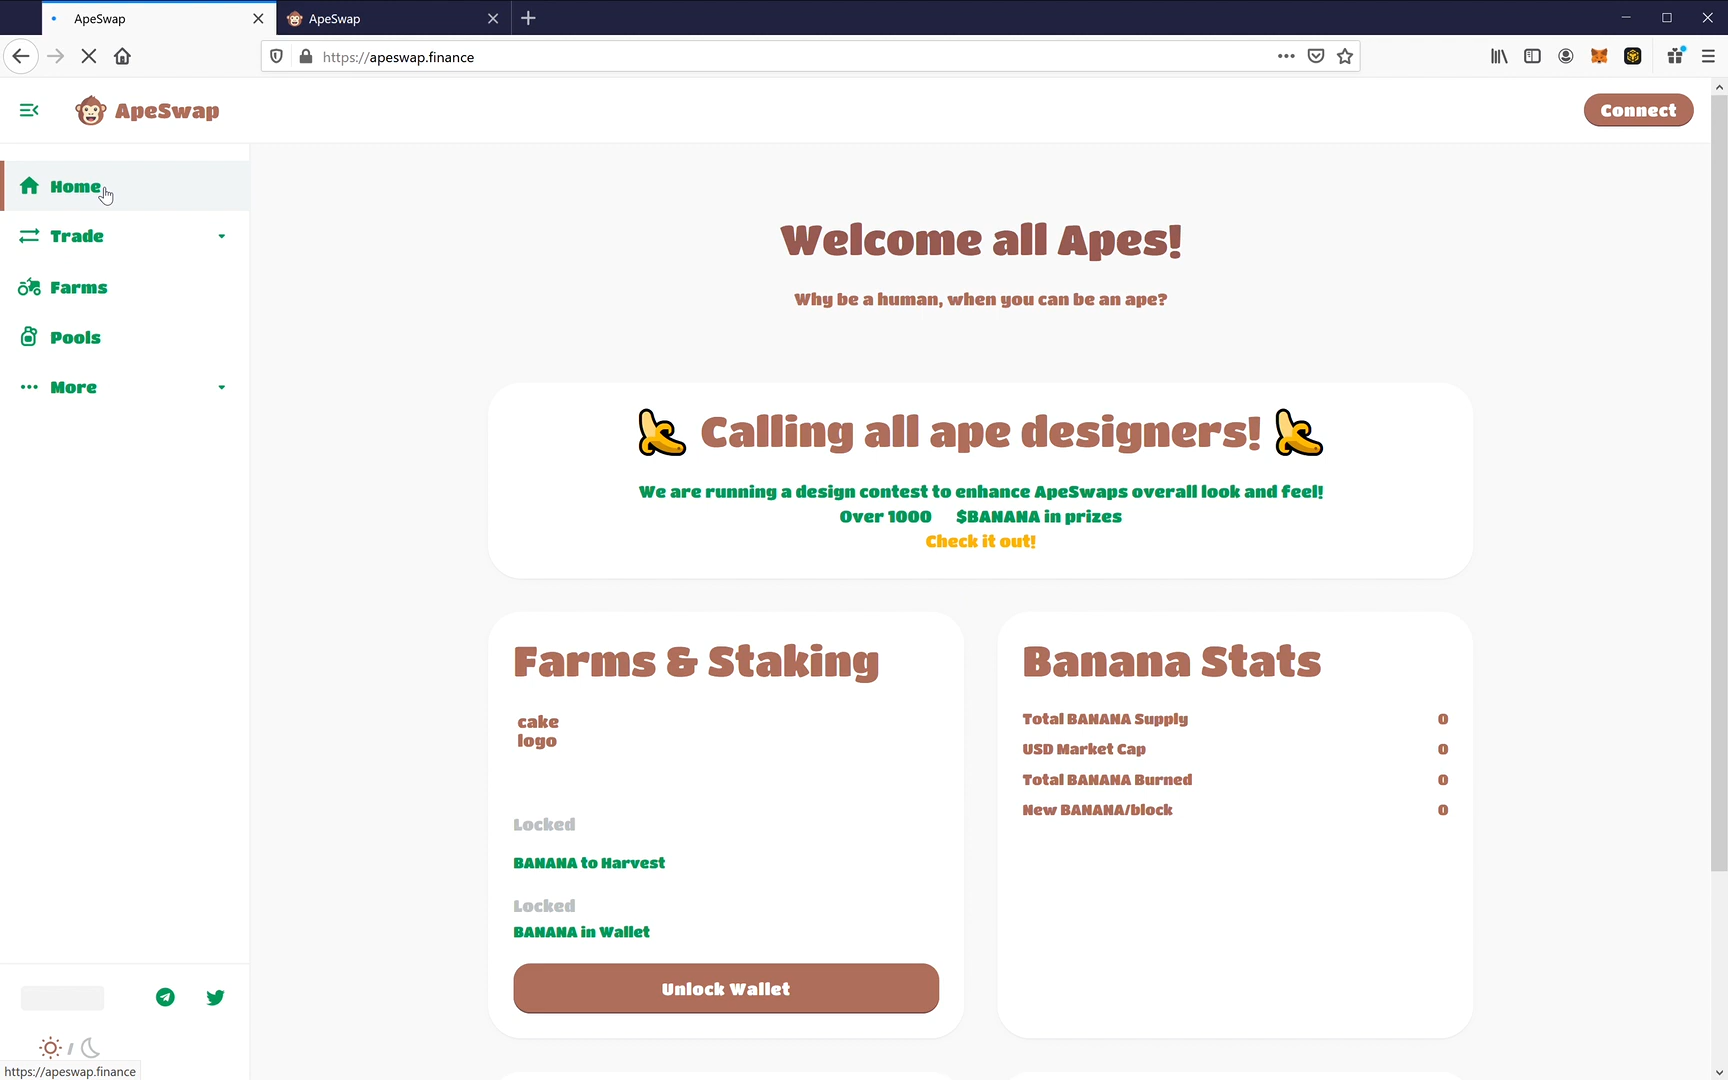 ApeSwap
ApeSwap
https://apeswap.finance
ApeSwap
Connect
Home
Trade
Farms
Pools
More
Welcome all Apes!
Why be a human, when you can be an ape?
Calling all ape designers!
We are running a design contest to enhance ApeSwaps overall look and feel!
Over 1000 $BANANA in prizes
Check it out!
Farms & Staking
cake
logo
Locked
BANANA to Harvest
Locked
BANANA in Wallet
Unlock Wallet
Banana Stats
Total BANANA Supply 0
USD Market Cap 0
Total BANANA Burned 0
New BANANA/block 0
/
https://apeswap.finance